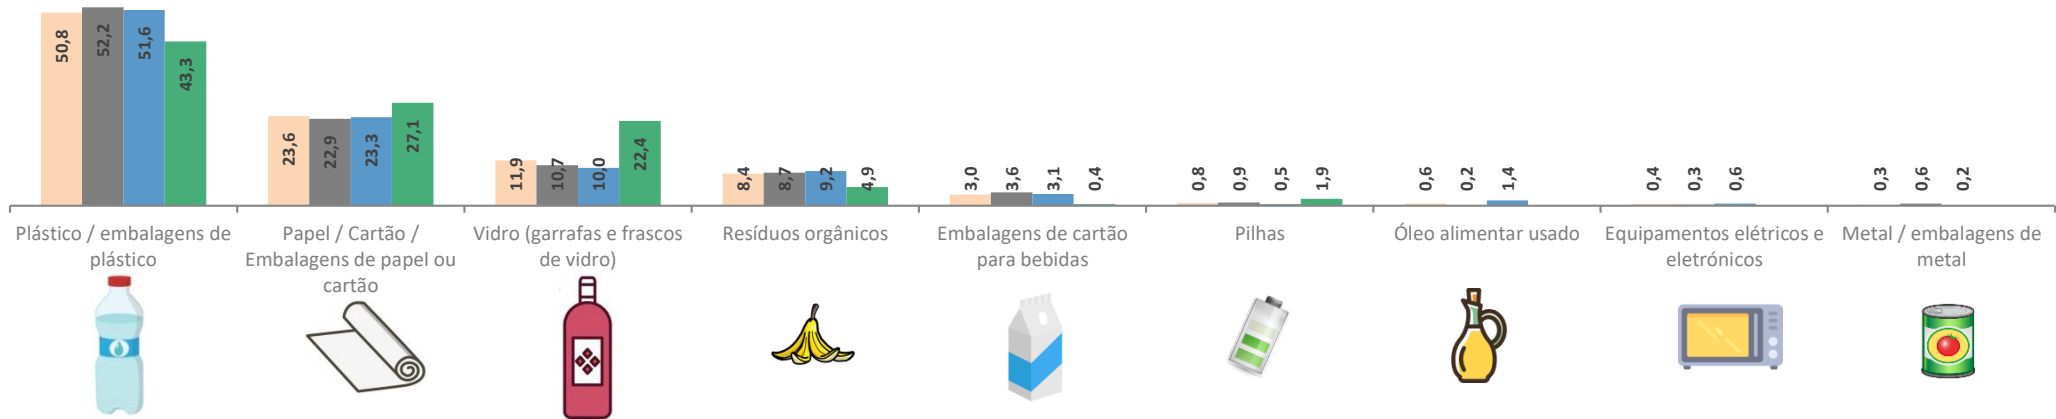 50,8 52,2 51,6 43,3
23,6 22,9 23,3 27,1
11,9 10,7 10,0 22,4
8,4 8,7 9,2 4,9
3,0 3,6 3,1 0,4
0,8 0,9 0,5 1,9
0,6 0,2 1,4
0,4 0,3 0,6
0,3 0,6 0,2
Plástico / embalagens de
plástico
Papel / Cartão /
Embalagens de papel ou
cartão
Vidro (garrafas e frascos
de vidro)
Resíduos orgânicos
Embalagens de cartão
para bebidas
Pilhas
Óleo alimentar usado
Equipamentos elétricos e
eletrónicos
Metal / embalagens de
metal